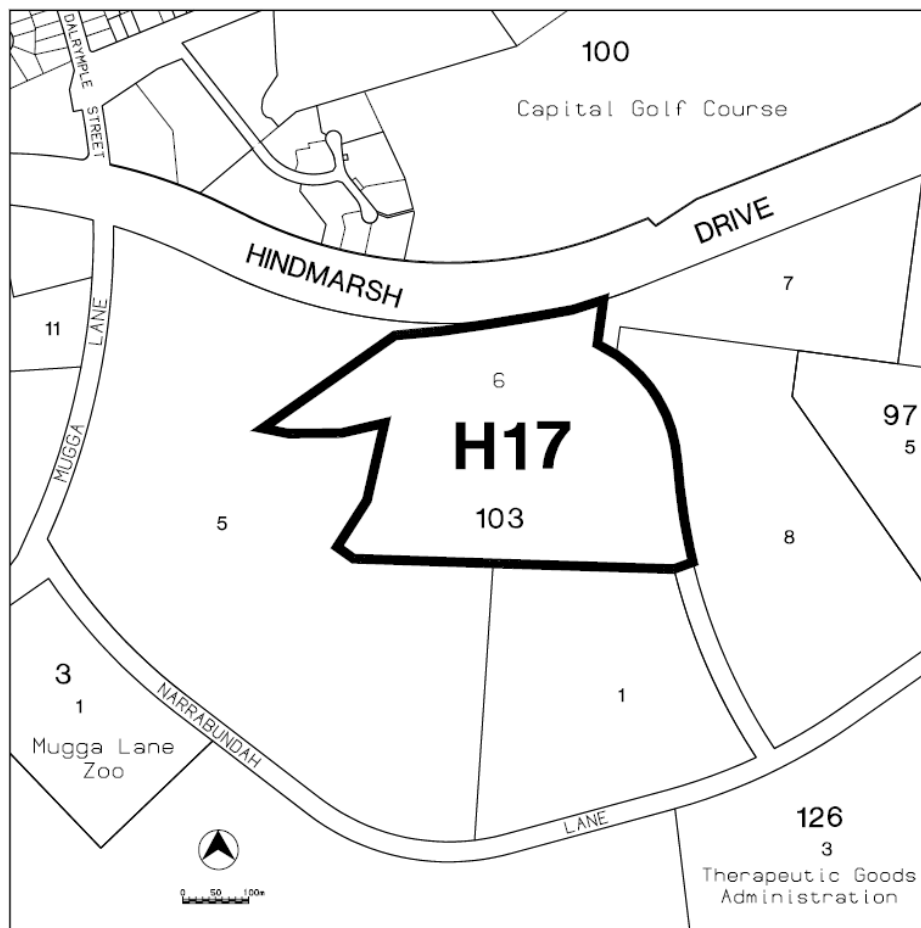 DALRYMPLE STREET
100
Capital Golf Course
HINDMARSH DRIVE
7
11
MUGGA LANE
6
H17
97
5
103
5
8
3
1
Mugga Lane
Zoo
NARRABUNDAH LANE
1
126
3
Therapeutic Goods
Administration
0 50 100m